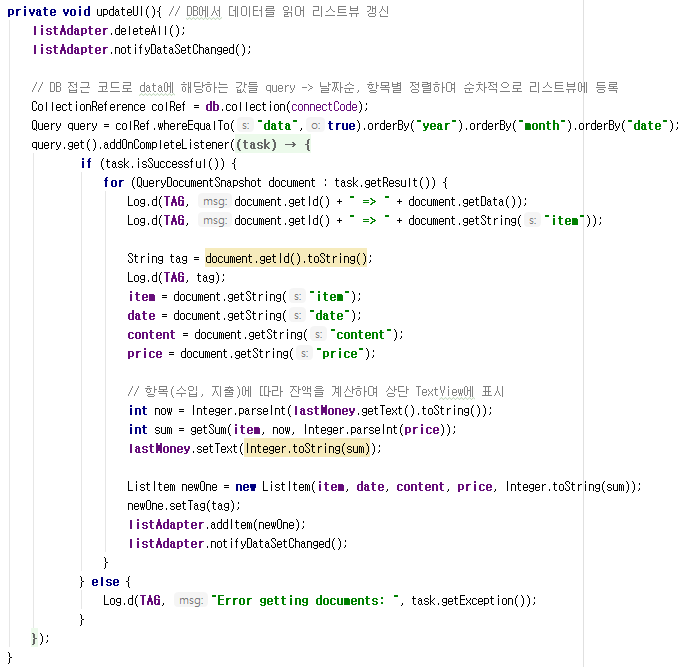 private void updateUI(){ // DB에서 데이터를 읽어 리스트뷰 갱신
listAdapter.deleteAll();
listAdapter.notifyDataSetChanged();
// DB 접근 코드로 data에 해당하는 값들 query -> 날짜순, 항목별 정렬하여 순차적으로 리스트뷰에 등록
CollectionReference colRef = db.collection(connectCode);
Query query = colRef.whereEqualTo( s: "data", o: true).orderBy("year").orderBy("month").orderBy("date");
query.get().addOnCompleteListener((task) → {
if (task.isSuccessful()) {
for (QueryDocumentSnapshot document : task.getResult()) {
Log.d(TAG, msg: document.getId() + " => " + document.getData());
Log.d(TAG, msg: document.getId() + " => " + document.getString( s: "item"));
String tag = document.getId().toString();
Log.d(TAG, tag);
item = document.getString( s: "item");
date = document.getString( s: "date");
content = document.getString( s: "content");
price = document.getString( s: "price");
// 항목(수입, 지출)에 따라 잔액을 계산하며 상단 TextView에 표시
int now = Integer.parseInt(lastMoney.getText().toString());
int sum = getSum(item, now, Integer.parseInt(price));
lastMoney.setText(Integer.toString(sum));
ListItem newOne = new ListItem(item, date, content, price, Integer.toString(sum));
newOne.setTag(tag);
listAdapter.addItem(newOne);
listAdapter.notifyDataSetChanged();
}
} else {
Log.d(TAG, msg: "Error getting documents: ", task.getException());
}
});
}